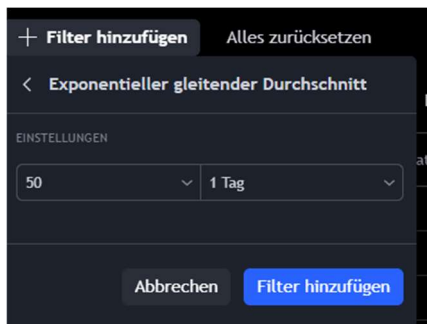 Filter hinzufügen Alles zurücksetzen
Exponentieller gleitender Durchschnitt
EINSTELLUNGEN
50 1 Tag
Abbrechen Filter hinzufügen